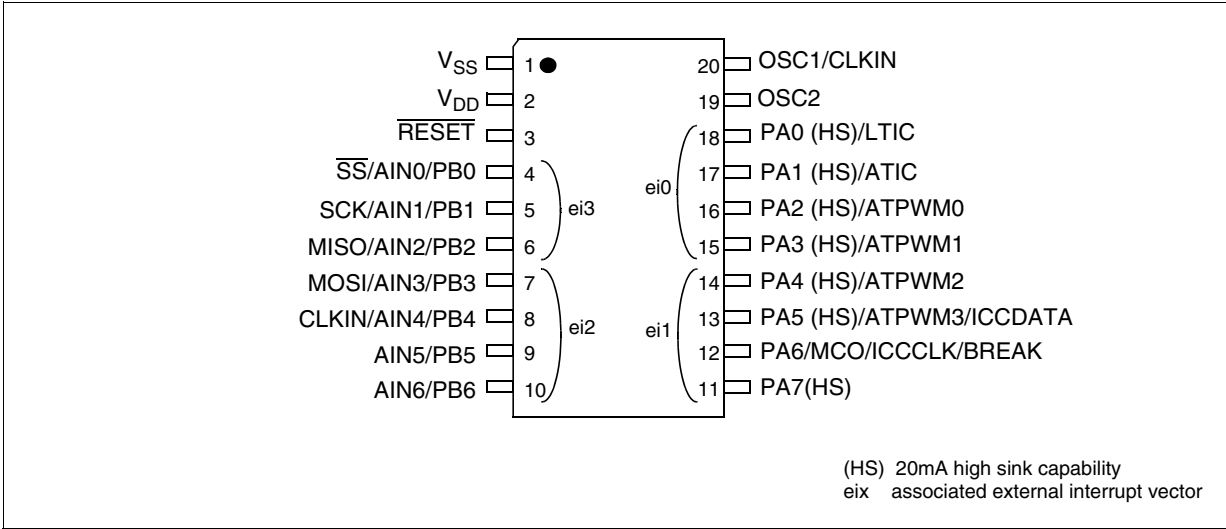 VSS 1 20 OSC1/CLKIN
VDD 2 19 OSC2
RESET 3 18 PA0 (HS)/LTIC
SS/AIN0/PB0 4 17 PA1 (HS)/ATIC
ei0
SCK/AIN1/PB1 5 ei3 16 PA2 (HS)/ATPWM0
MISO/AIN2/PB2 6 15 PA3 (HS)/ATPWM1
MOSI/AIN3/PB3 7 14 PA4 (HS)/ATPWM2
CLKIN/AIN4/PB4 8 ei2 ei1 13 PA5 (HS)/ATPWM3/ICCDATA
AIN5/PB5 9 12 PA6/MCO/ICCCLK/BREAK
AIN6/PB6 10 11 PA7(HS)
(HS) 20mA high sink capability
eix associated external interrupt vector